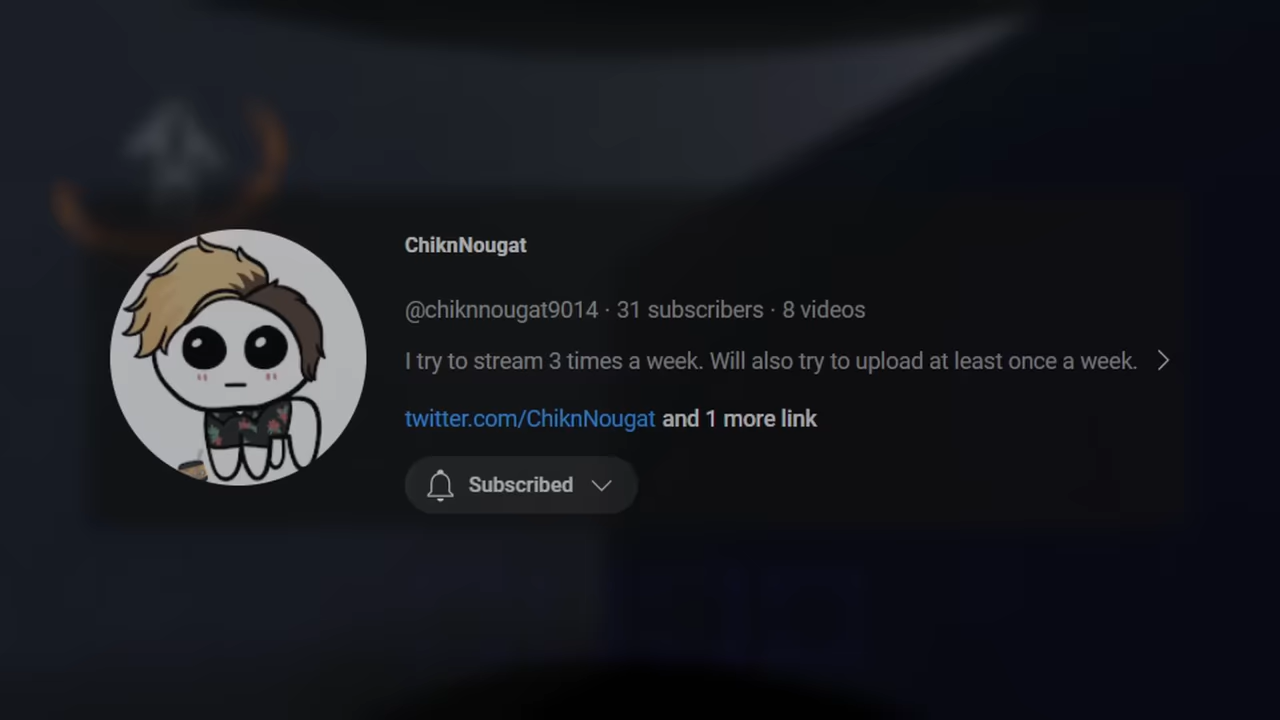 ChiknNougat
@chiknnougat9014 · 31 subscribers · 8 videos
I try to stream 3 times a week. Will also try to upload at least once a week.
twitter.com/ChiknNougat and 1 more link
Subscribed